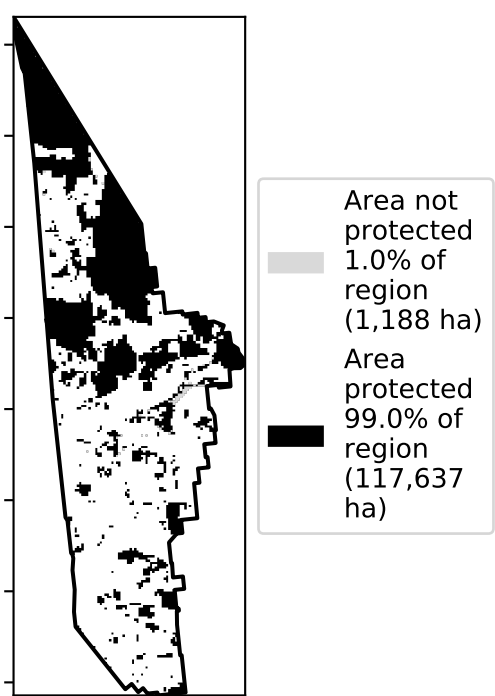 Area not
protected
1.0% of
region
(1,188 ha)
Area
protected
99.0% of
region
(117,637
ha)